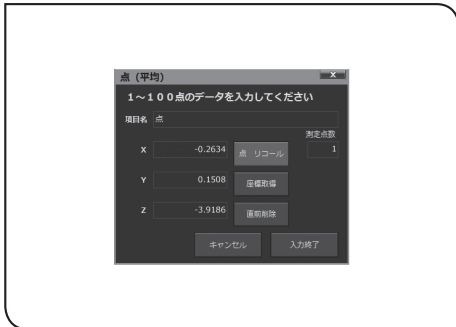 点 (平均)
x
1～100点のデータを入力してください
項目名 点
測定点数
X -0.2634 点 リコール 1
Y 0.1508 座標取得
Z -3.9186 直前削除
キャンセル 入力終了